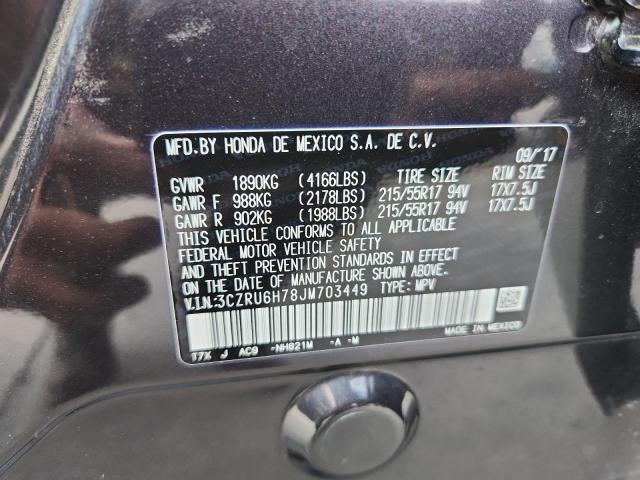 MFD.BY HONDA DE MEXICO S.A. DE C.V.
09/'17
GVWR 1890KG (4166LBS) TIRE SIZE RIM SIZE
GAWR F 988KG (2178LBS) 215/55R17 94V 17X7.5J
GAWR R 902KG (1988LBS) 215/55R17 94V 17X7.5J
THIS VEHICLE CONFORMS TO ALL APPLICABLE
FEDERAL MOTOR VEHICLE SAFETY
AND THEFT PREVENTION STANDARDS IN EFFECT
ON THE DATE OF MANUFACTURE SHOWN ABOVE.
V.I.N:3CZRU6H78JM703449 TYPE: MPV
MADE IN MEXICO
T7X J AC9 -NH821M -A -M